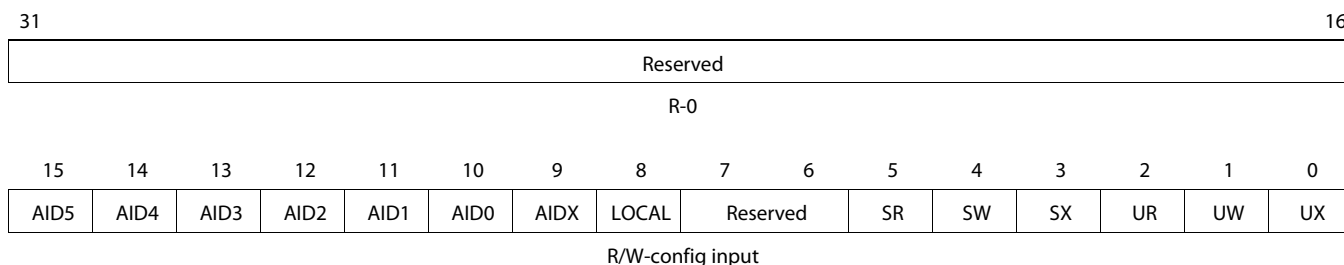 31 16
Reserved
R-0
15 14 13 12 11 10 9 8 7 6 5 4 3 2 1 0
AID5 AID4 AID3 AID2 AID1 AID0 AIDX LOCAL Reserved SR SW SX UR UW UX
R/W-config input